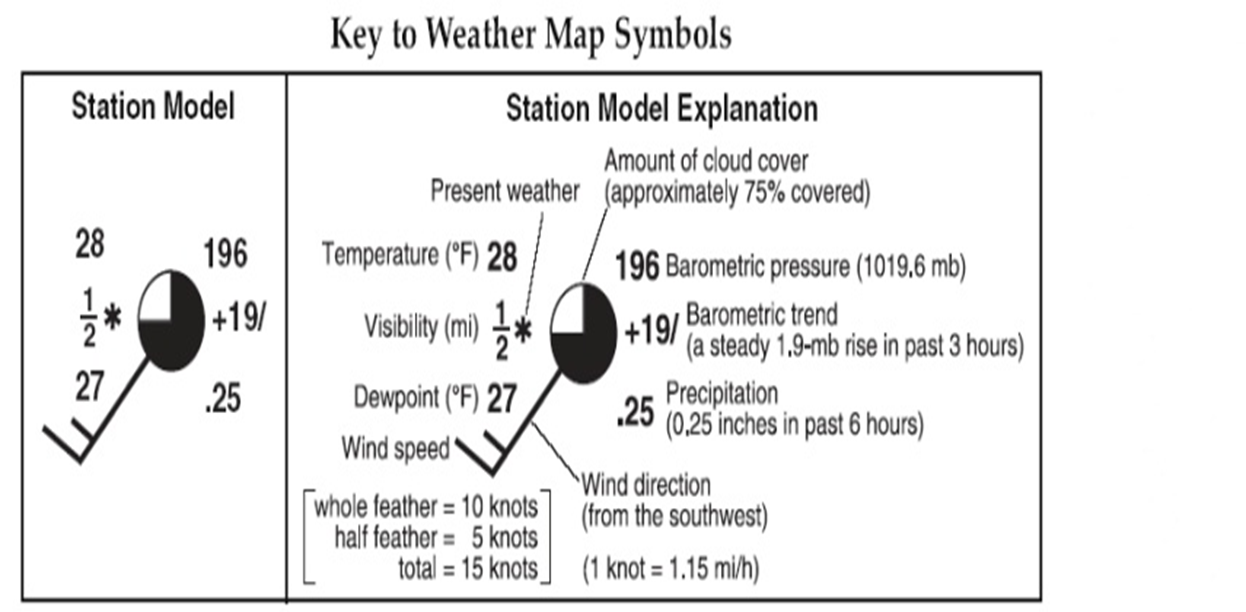 Key to Weather Map Symbols
Station Model
28
196
1/2 *
+19/
27
.25
Station Model Explanation
Amount of cloud cover
(approximately 75% covered)
Present weather
Temperature (°F) 28
196 Barometric pressure (1019.6 mb)
Visibility (mi) 1/2 *
+19/ Barometric trend
(a steady 1.9-mb rise in past 3 hours)
Dewpoint (°F) 27
.25 Precipitation
(0.25 inches in past 6 hours)
Wind speed
whole feather = 10 knots
half feather = 5 knots
total = 15 knots
Wind direction
(from the southwest)
(1 knot = 1.15 mi/h)